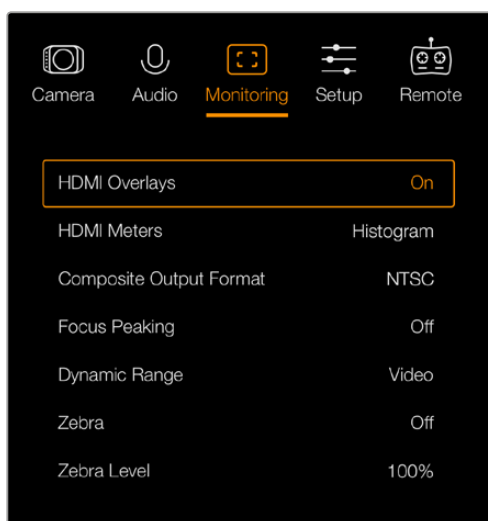 Camera Audio Monitoring Setup Remote
HDMI Overlays On
HDMI Meters Histogram
Composite Output Format NTSC
Focus Peaking Off
Dynamic Range Video
Zebra Off
Zebra Level 100%